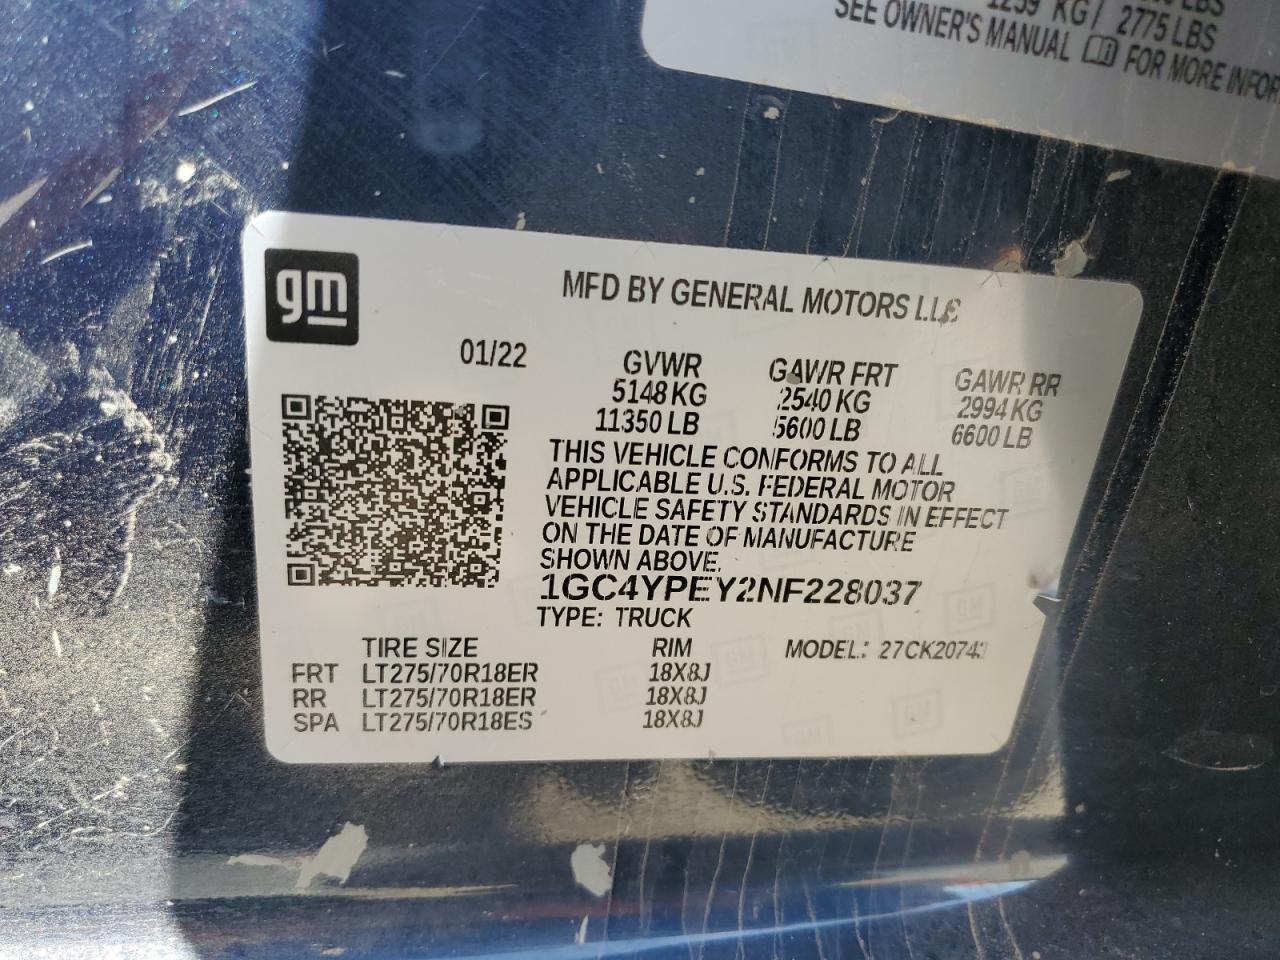 1259 KG / 2775 LBS
SEE OWNER'S MANUAL FOR MORE
gm
MFD BY GENERAL MOTORS LLC
01/22
GVWR GAWR FRT GAWR RR
5148 KG 2540 KG 2994 KG
11350 LB 5600 LB 6600 LB
THIS VEHICLE CONFORMS TO ALL
APPLICABLE U.S. FEDERAL MOTOR
VEHICLE SAFETY STANDARDS IN EFFECT
ON THE DATE OF MANUFACTURE
SHOWN ABOVE.
1GC4YPEY2NF228037
TYPE: TRUCK
TIRE SIZE RIM MODEL: 27CK20743
FRT LT275/70R18ER 18X8J
RR LT275/70R18ER 18X8J
SPA LT275/70R18ES 18X8J